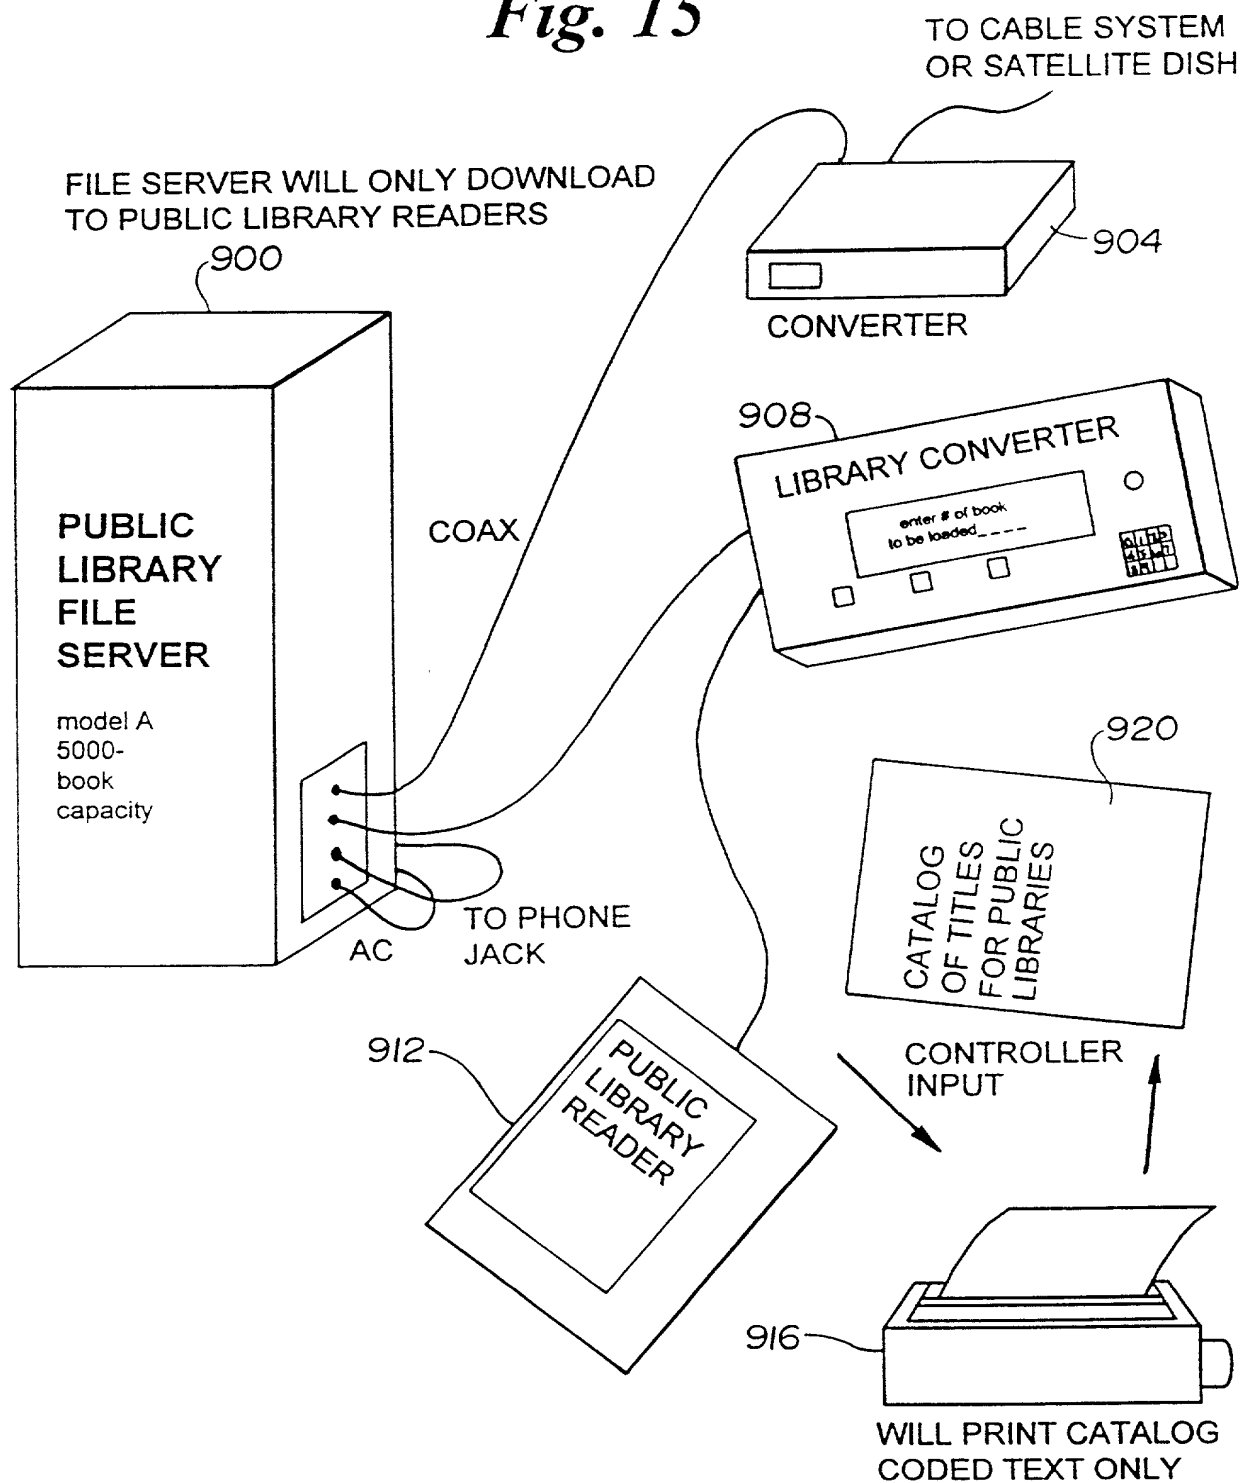 Fig. 15
TO CABLE SYSTEM
OR SATELLITE DISH
FILE SERVER WILL ONLY DOWNLOAD
TO PUBLIC LIBRARY READERS
900
904
CONVERTER
908
LIBRARY CONVERTER
enter # of book
to be loaded_ _ _ _
COAX
PUBLIC
LIBRARY
FILE
SERVER
model A
5000-
book
capacity
920
CATALOG
OF TITLES
FOR PUBLIC
LIBRARIES
TO PHONE
JACK
AC
912
PUBLIC
LIBRARY
READER
CONTROLLER
INPUT
916
WILL PRINT CATALOG
CODED TEXT ONLY